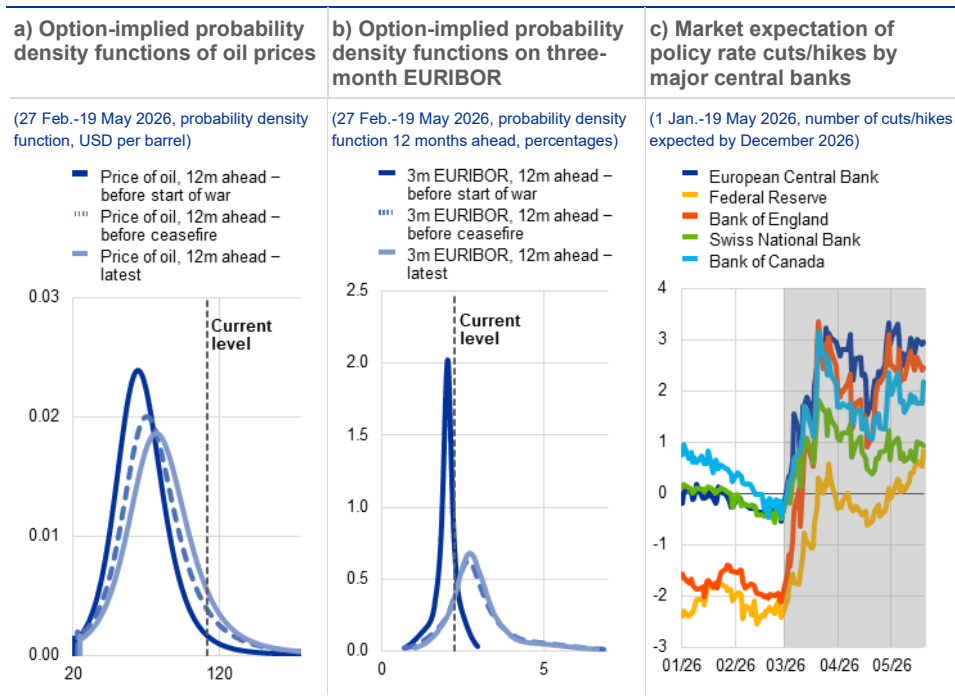 a) Option-implied probability
density functions of oil prices
(27 Feb.-19 May 2026, probability density
function, USD per barrel)
Price of oil, 12m ahead –
before start of war
Price of oil, 12m ahead –
before ceasefire
Price of oil, 12m ahead –
latest
0.03
0.02
0.01
0.00
Current
level
20
120
b) Option-implied probability
density functions on three-
month EURIBOR
(27 Feb.-19 May 2026, probability density
function 12 months ahead, percentages)
3m EURIBOR, 12m ahead –
before start of war
3m EURIBOR, 12m ahead –
before ceasefire
3m EURIBOR, 12m ahead –
latest
2.5
2.0
1.5
1.0
0.5
0.0
Current
level
0
5
c) Market expectation of
policy rate cuts/hikes by
major central banks
(1 Jan.-19 May 2026, number of cuts/hikes
expected by December 2026)
European Central Bank
Federal Reserve
Bank of England
Swiss National Bank
Bank of Canada
4
3
2
1
0
-1
-2
-3
01/26
02/26
03/26
04/26
05/26